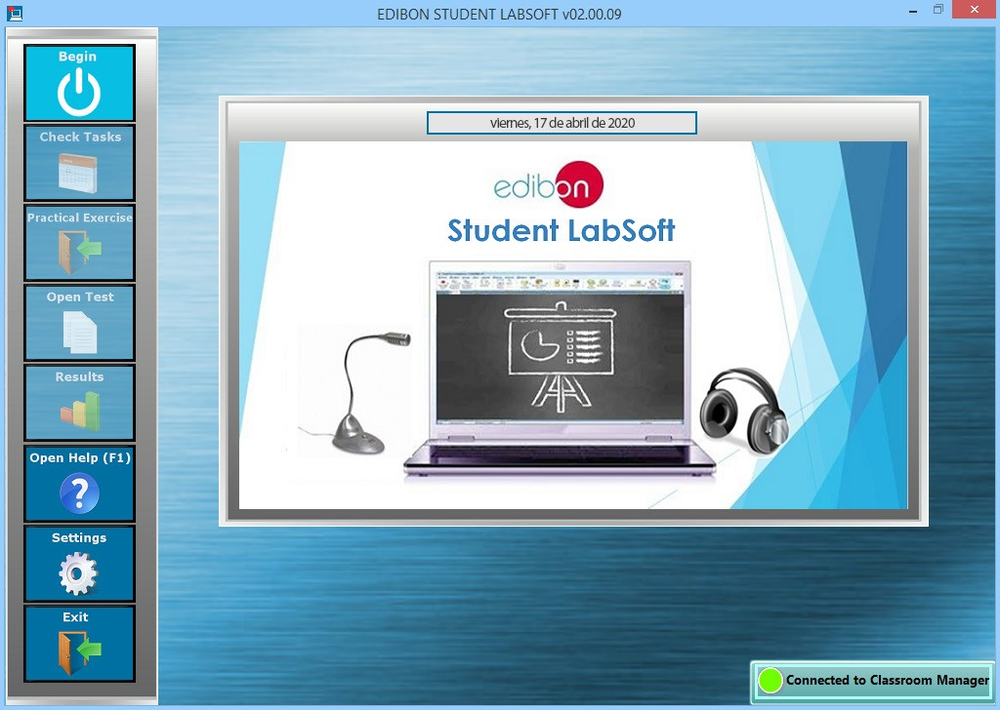 EDIBON STUDENT LABSOFT v02.00.09
Begin
Check Tasks
Practical Exercise
Open Test
Results
Open Help (F1)
Settings
Exit
viernes, 17 de abril de 2020
edibon
Student LabSoft
Connected to Classroom Manager